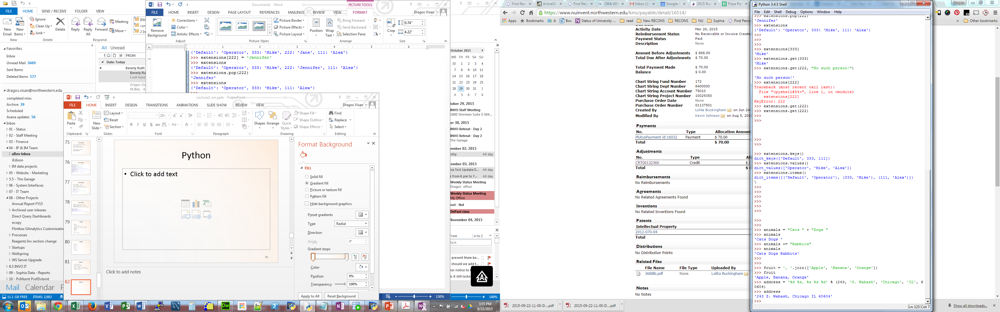 FILE
HOME
SEND / RECEIVE
FOLDER
VIEW
New Email
New Items
Ignore
Clean Up
Junk
Delete
Reply
Reply All
Forward
Meeting
More
New
Delete
Respond
Favorites
Inbox
Unread Mail 3669
Sent Items
Deleted Items 577
dragos.visan@northwestern.edu
completed misc
Archive 39
Scheduled
Asana updates 56
Inbox
01 - Status
02 - Staff Meeting
03 - Finance
04 - IP & IM Team
aBev inbox
iEdison
IM data projects
05 - Website - Marketing
5.5 - The Garage
06 - System Interfaces
07 - IT Team
08 - Other Projects
Annual Report FY15
Archived user inboxes
Direct Query Dashboards
ecopy
Flintbox GAnalytics Customizatio
Processes
Reagents Inv section change
Startups
Wellspring
WS Server Upgrade
8.5 INVO IT
09 - Sophia Data - Reports
10 - PriMgmt ProfDvlpmt
Mail Calendar P
11.1 GB FREE ITEMS: 2,002
All Unread
FROM
Date: Today
Beverly Ruth
Beverly Ru
I will have
Dragos Vis
Hi Bev, A
Document1 - Word
PICTURE TOOLS
FILE HOME INSERT DESIGN PAGE LAYOUT REFERENCES MAILINGS REVIEW VIEW FORMAT
Dragos Visan
Remove Background
Corrections
Color
Artistic Effects
Adjust
Picture Styles
Picture Border
Picture Effects
Picture Layout
Position
Wrap Text
Bring Forward
Send Backward
Selection Pane
Arrange
Crop
0.74"
4.22"
Size
{'Default': 'Operator', 333: 'Mike', 222: 'Jane', 111: 'Alex'}
>>> extensions[222] = 'Jennifer'
>>> extensions
{'Default': 'Operator', 333: 'Mike', 222: 'Jennifer', 111: 'Alex'}
>>> extensions.pop(222)
'Jennifer'
>>> extensions
{'Default': 'Operator', 333: 'Mike', 111: 'Alex'}
130%
Lecture2_wn.pptx - PowerPoint
FILE HOME INSERT DESIGN TRANSITIONS ANIMATIONS SLIDE SHOW REVIEW VIEW
Dragos Visan
Paste
New Slide
Layout
Reset
Section
Clipboard
Slides
Font
Paragraph
Shapes
Arrange
Quick Styles
Shape Fill
Shape Outline
Shape Effects
Drawing
Find
Replace
Select
Editing
75
76
77
78
79
80
81
82
Python
• Click to add text
82
Click to add notes
Format Background
FILL
Solid fill
Gradient fill
Picture or texture fill
Pattern fill
Hide background graphics
Preset gradients
Type Radial
Direction
Angle 0°
Gradient stops
Color
Position 0%
Transparency 100%
Apply to All
Reset Background
October 2015
WE TH FR SA SU
30 1 2 3 4
7 8 9 10 11
14 15 16 17 18
21 22 23 24 25
28 29 30 31 1
4 5 6 7 8
tober 29, 2015
INVO Staff Meeting
1800 Sherman Suite 5-504...
er 30, 2015
INVO Retreat - Day 2
INVO Retreat - Day 2
The Garage
ember 02, 2015
entry All day
ember 03, 2015
nia Test Update/S... All day
e from 6 pm to 7... All day
Weekly Status Meeting
Dragos' office
Weekly Status Meeting
My Office
out - tbd
DePaul class
November 04, 2015
From A to Z
task
present them be...
should we add t...
ior notice to b
is it still locke
100%
3:55 PM
9/22/2015
https://www.nuinvent.northwestern.edu/kms/payable/detail/16514/
Apps
Bookmarks
A
Box
Status of University ...
read
New RECONS
RECONS
NU
Sophia
Find Pers
Other bookmarks
Activity Date Mar 26, 2015
Reimbursement Status No Receivable or Invoice Create
Payment Status Paid
Description None
Amount Before Adjustments $ 868.00
Total Due After Adjustments $ 70.00
Total Payment Made $ 70.00
Balance $ 0.00
Chart String Fund Number 172
Chart String Dept Number 8400000
Chart String Account Number 75010
Chart String Project Number 10029350
Purchase Order Date None
Purchase Order Number 01137501
Created By Lolita Buckingham on Jun 24
Modified By Kevin Johnson on Aug 5, 201
Payments
No. Type Allocation Amount
PlutusPayment id:16032 Payment $ 70.00
Total $ 70.00
Adjustments
No. Type Al
CRT00132360 Credit $ (
Total $ (
Reimbursements
No Reimbursements
Agreements
No Related Agreements Found
Inventions
No Related Inventions Found
Patents
Intellectual Property
2012-070-04
Total
Distributions
No Distribution Points
Related Files
File Name File Type Uploaded By
3688lb.pdf None Lolita Buckingham
Notes
No Notes
2015-09-22-11-00-D....pdf
2015-09-22-11-00-D....pdf
Show all downloads...
Python 3.4.3 Shell
File Edit Shell Debug Options Window Help
>>> extensions.pop(222)
'Jennifer'
>>> extensions
{'Default': 'Operator', 333: 'Mike', 111: 'Alex'}
>>>
>>>
>>>
>>> extensions[333]
'Mike'
>>> extensions.get(333)
'Mike'
>>> extensions.get(222, "No such person!")
'No such person!'
>>> extensions[222]
Traceback (most recent call last):
File "<pyshell#54>", line 1, in <module>
extensions[222]
KeyError: 222
>>> extensions.get(222)
>>> extensions.get(222)
>>>
>>>
>>>
>>>
>>> extensions.keys()
dict_keys(['Default', 333, 111])
>>> extensions.values()
dict_values(['Operator', 'Mike', 'Alex'])
>>> extensions.items()
dict_items([('Default', 'Operator'), (333, 'Mike'), (111, 'Alex')])
\
>>>
>>>
>>>
>>>
>>>
>>>
>>>
>>>
>>> animals = "Cats " + "Dogs "
>>> animals
'Cats Dogs '
>>> animals += "Rabbits"
>>> animals
'Cats Dogs Rabbits'
>>>
>>>
>>> fruit = ', '.join(['Apple', 'Banana', 'Orange'])
>>> fruit
'Apple, Banana, Orange'
>>> address = '%d %s, %s %s %d' % (243, 'S. Wabash', 'Chicago', 'IL', 6
0604)
>>> address
'243 S. Wabash, Chicago IL 60604'
>>>
Ln: 123 Col: 7